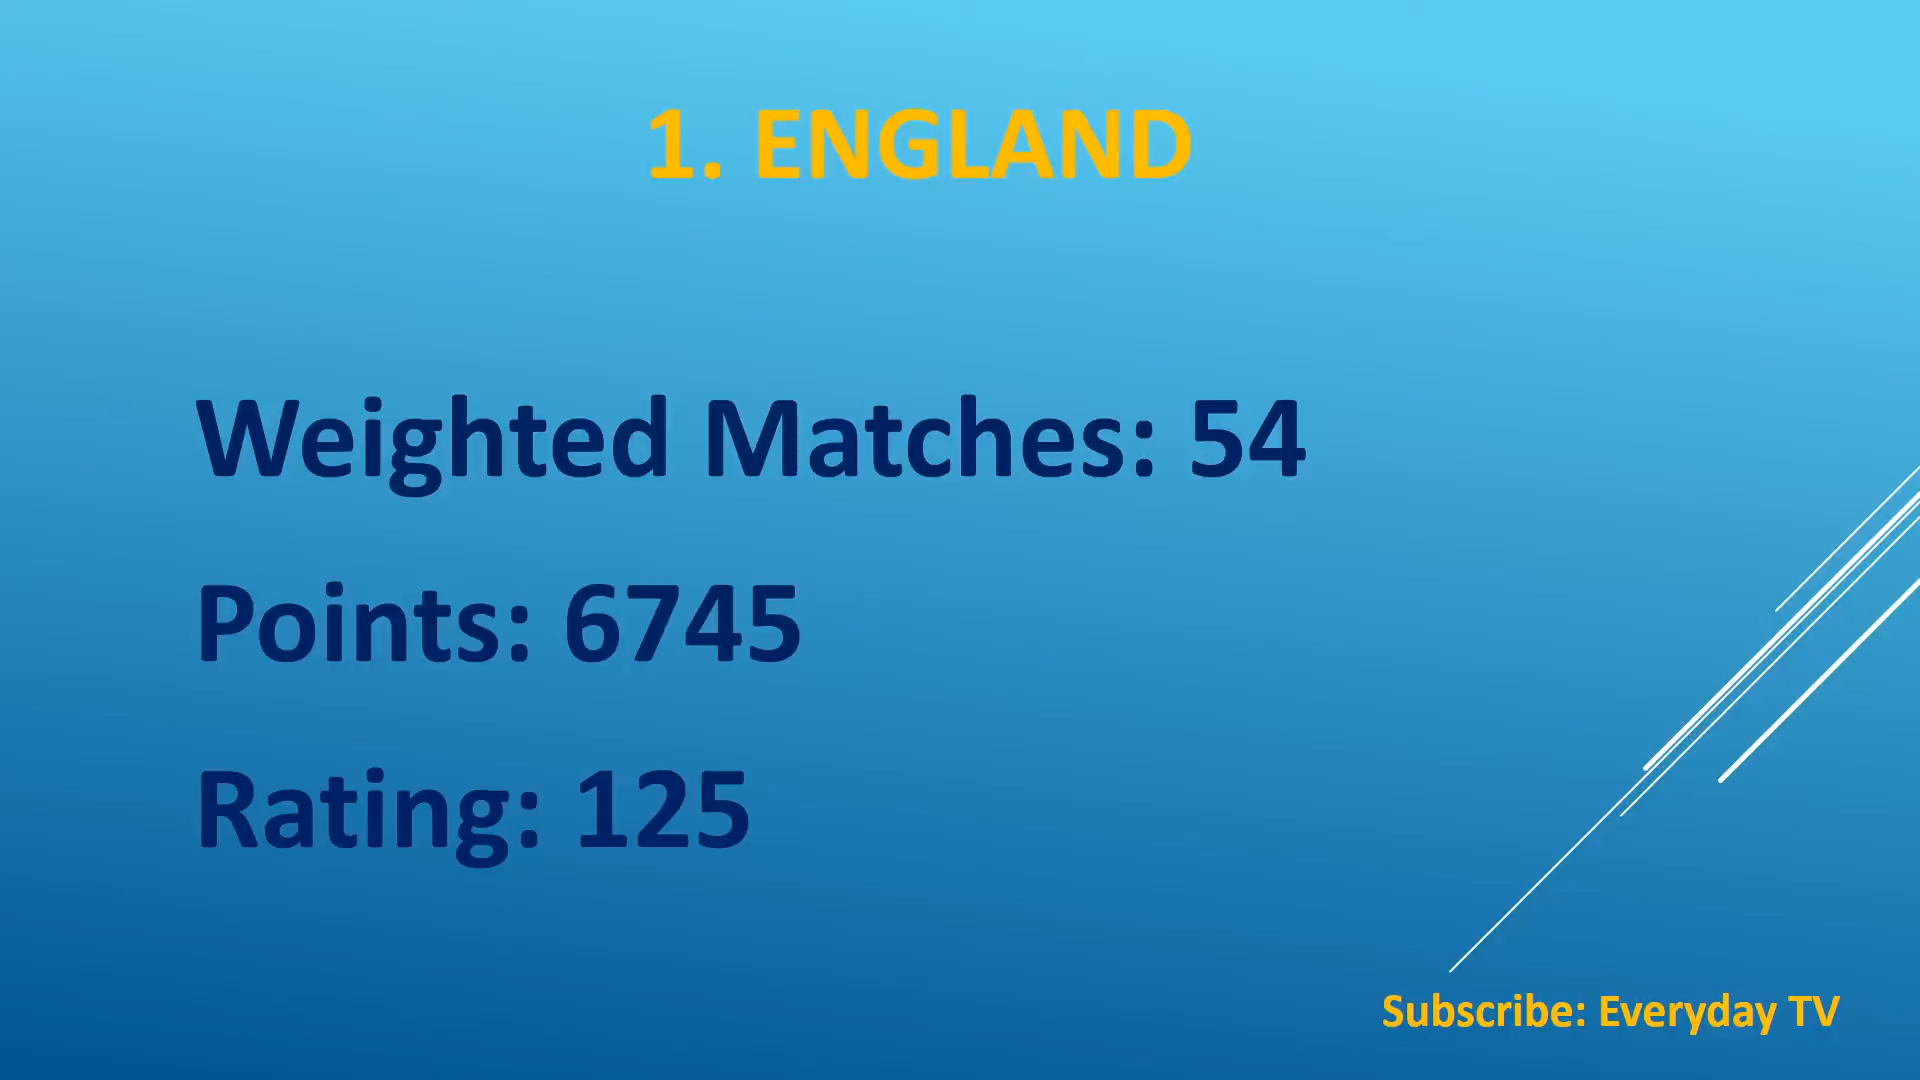 1. ENGLAND
Weighted Matches: 54
Points: 6745
Rating: 125
Subscribe: Everyday TV